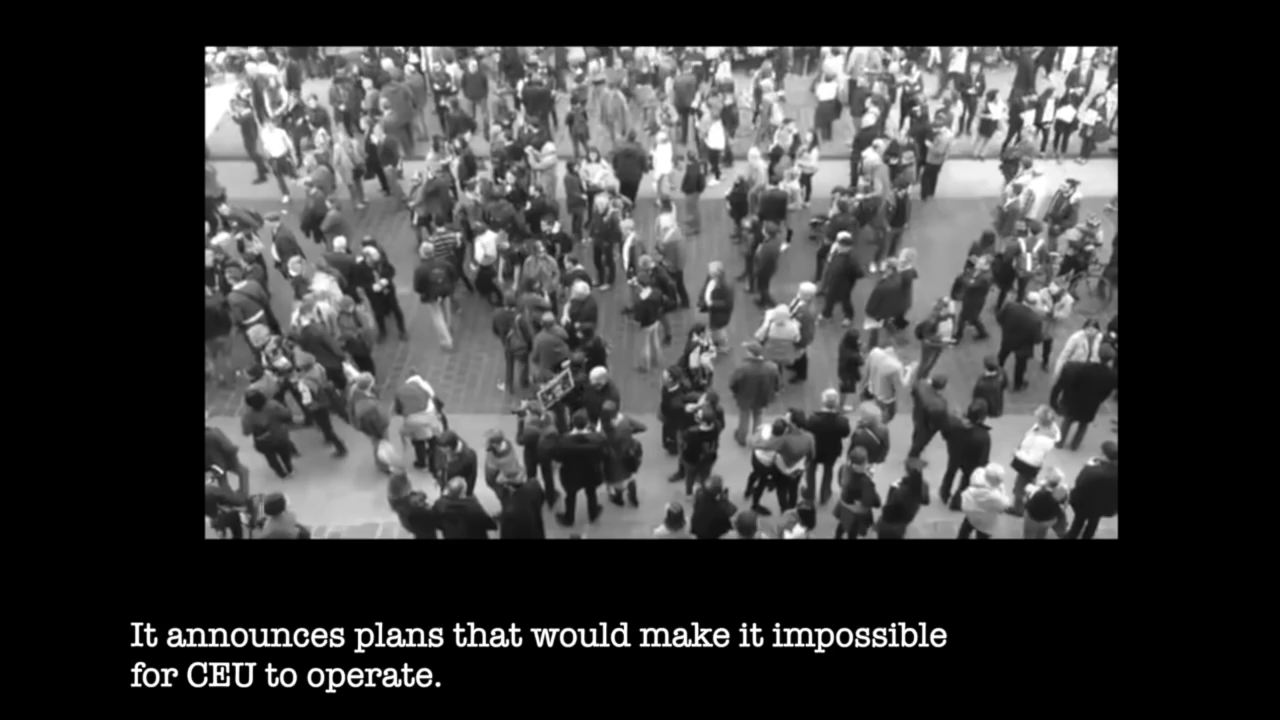 It announces plans that would make it impossible
for CEU to operate.